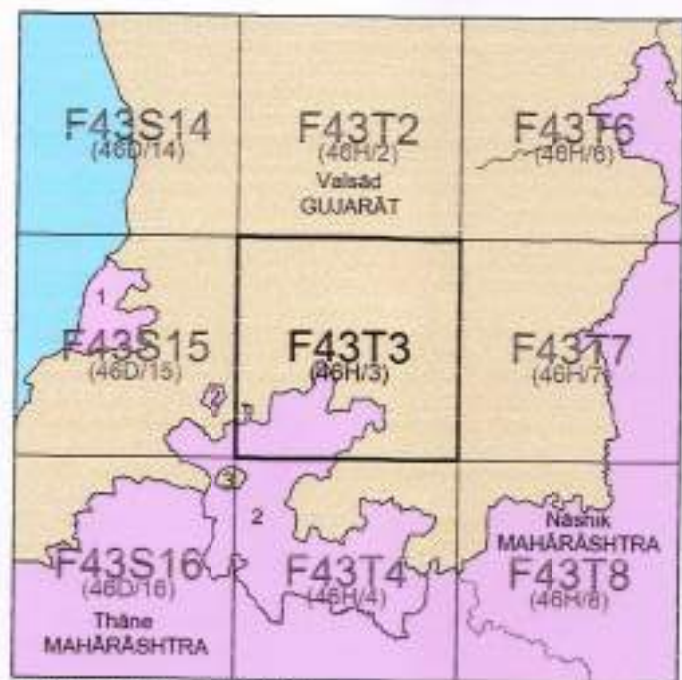 F43S14
(46D/14)
F43T2
(46H/2)
Valsād
GUJARĀT
F43T6
(46H/6)
1
F43S15
(46D/15)
F43T3
(46H/3)
F43T7
(46H/7)
2
3
2
F43S16
(46D/16)
Thāne
MAHĀRĀSHTRA
F43T4
(46H/4)
Nāshik
MAHĀRĀSHTRA
F43T8
(46H/8)